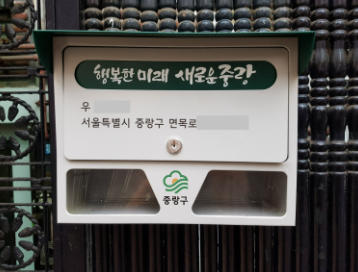 행복한 미래 새로운 중랑
우
서울특별시 중랑구 면목로
중랑구